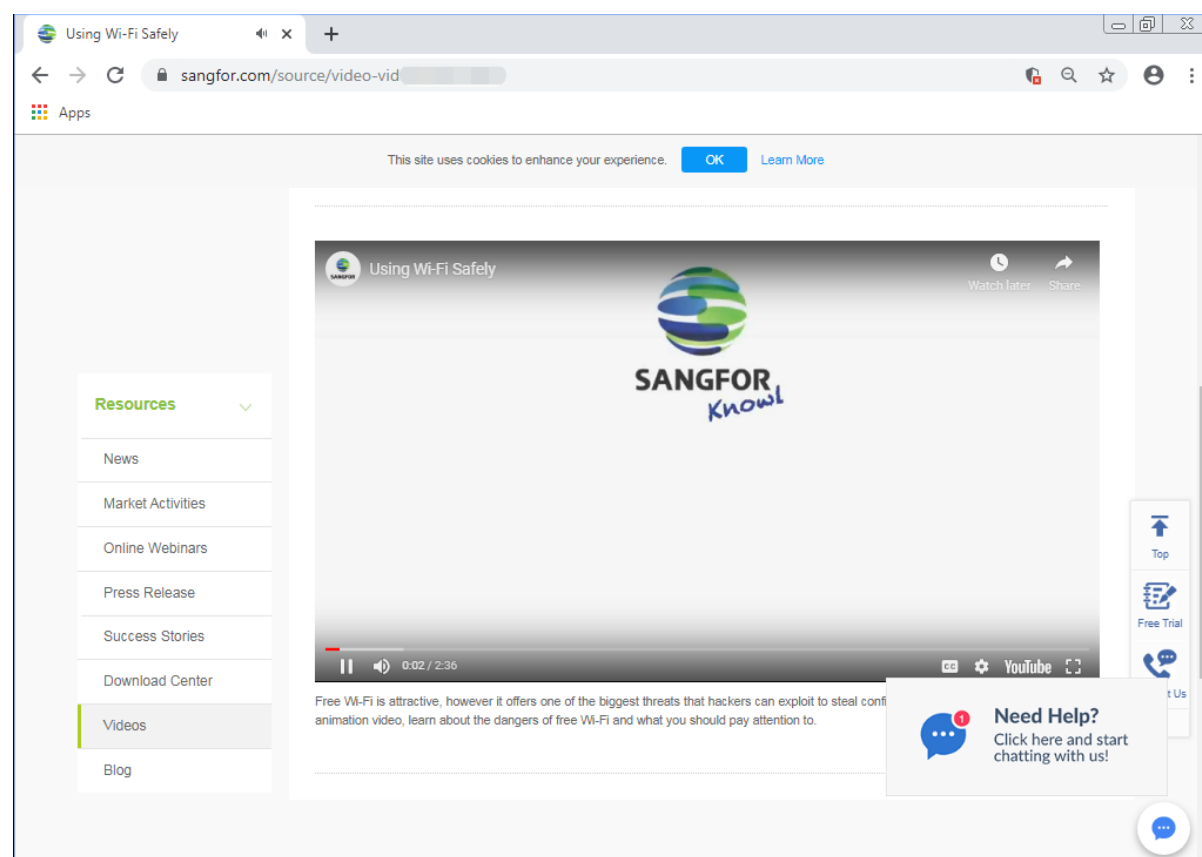 Using Wi-Fi Safely
sangfor.com/source/video-vid
Apps
This site uses cookies to enhance your experience. OK Learn More
SANGFOR
Using Wi-Fi Safely
Watch later Share
SANGFOR
Knowl
Resources
News
Market Activities
Online Webinars
Press Release
Success Stories
Download Center
Videos
Blog
0:02 / 2:36
CC
YouTube
Free Wi-Fi is attractive, however it offers one of the biggest threats that hackers can exploit to steal confi
animation video, learn about the dangers of free Wi-Fi and what you should pay attention to.
Top
Free Trial
t Us
1
Need Help?
Click here and start
chatting with us!